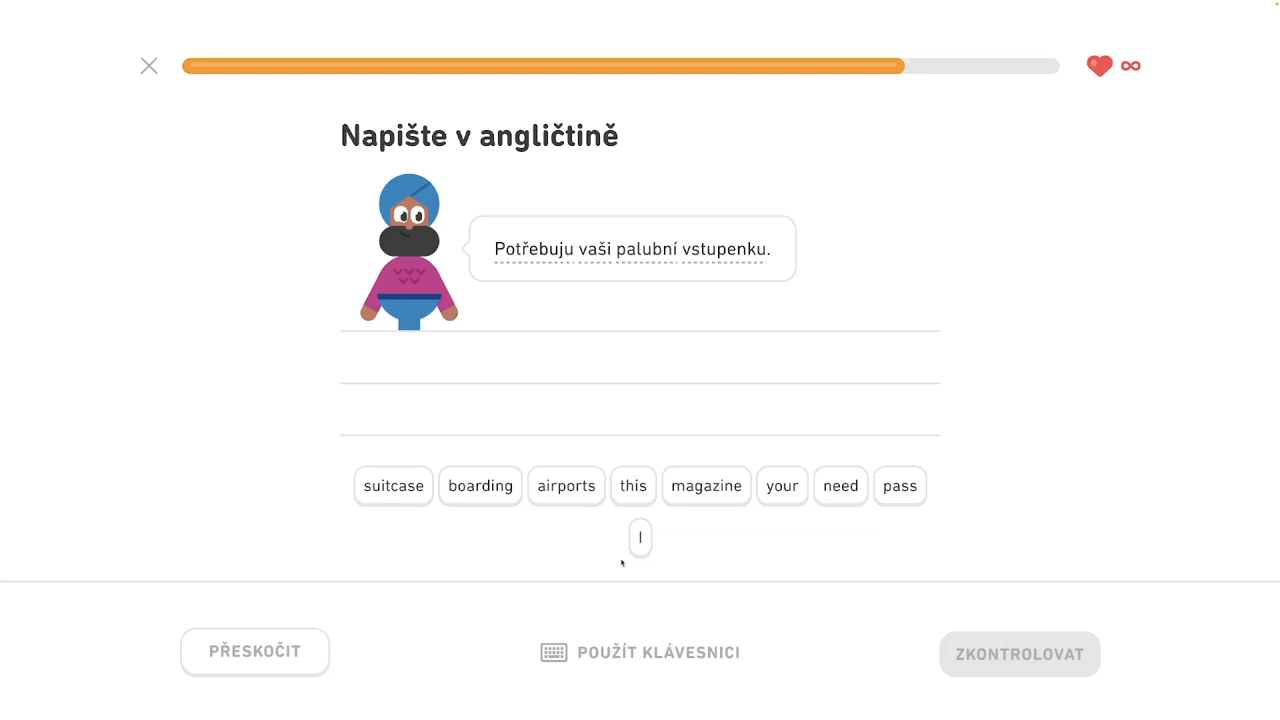 ∞
Napište v angličtině
Potřebuju vaši palubní vstupenku.
suitcase boarding airports this magazine your need pass
I
PŘESKOČIT POUŽÍT KLÁVESNICI ZKONTROLOVAT